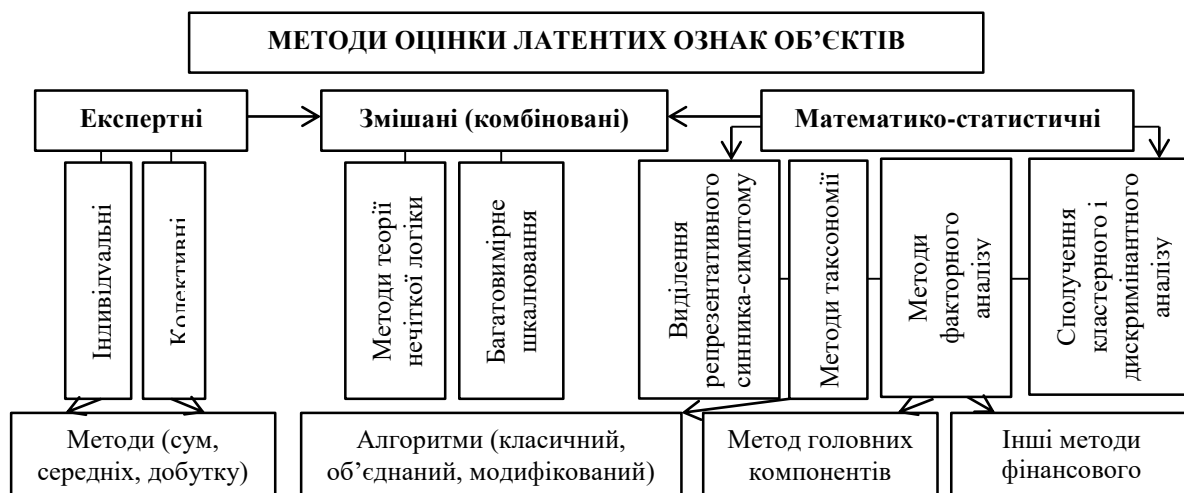 МЕТОДИ ОЦІНКИ ЛАТЕНТИХ ОЗНАК ОБ’ЄКТІВ
Експертні
Змішані (комбіновані)
Математико-статистичні
Індивідуальні
Колективні
Методи теорії
нечіткої логіки
Багатовимірне
шкалювання
Виділення
репрезентативного
синника-симптому
Методи таксономії
Методи
факторного
аналізу
Сполучення
кластерного і
дискримінантного
аналізу
Методи (сум,
середніх, добутку)
Алгоритми (класичний,
об’єднаний, модифікований)
Метод головних
компонентів
Інші методи
фінансового